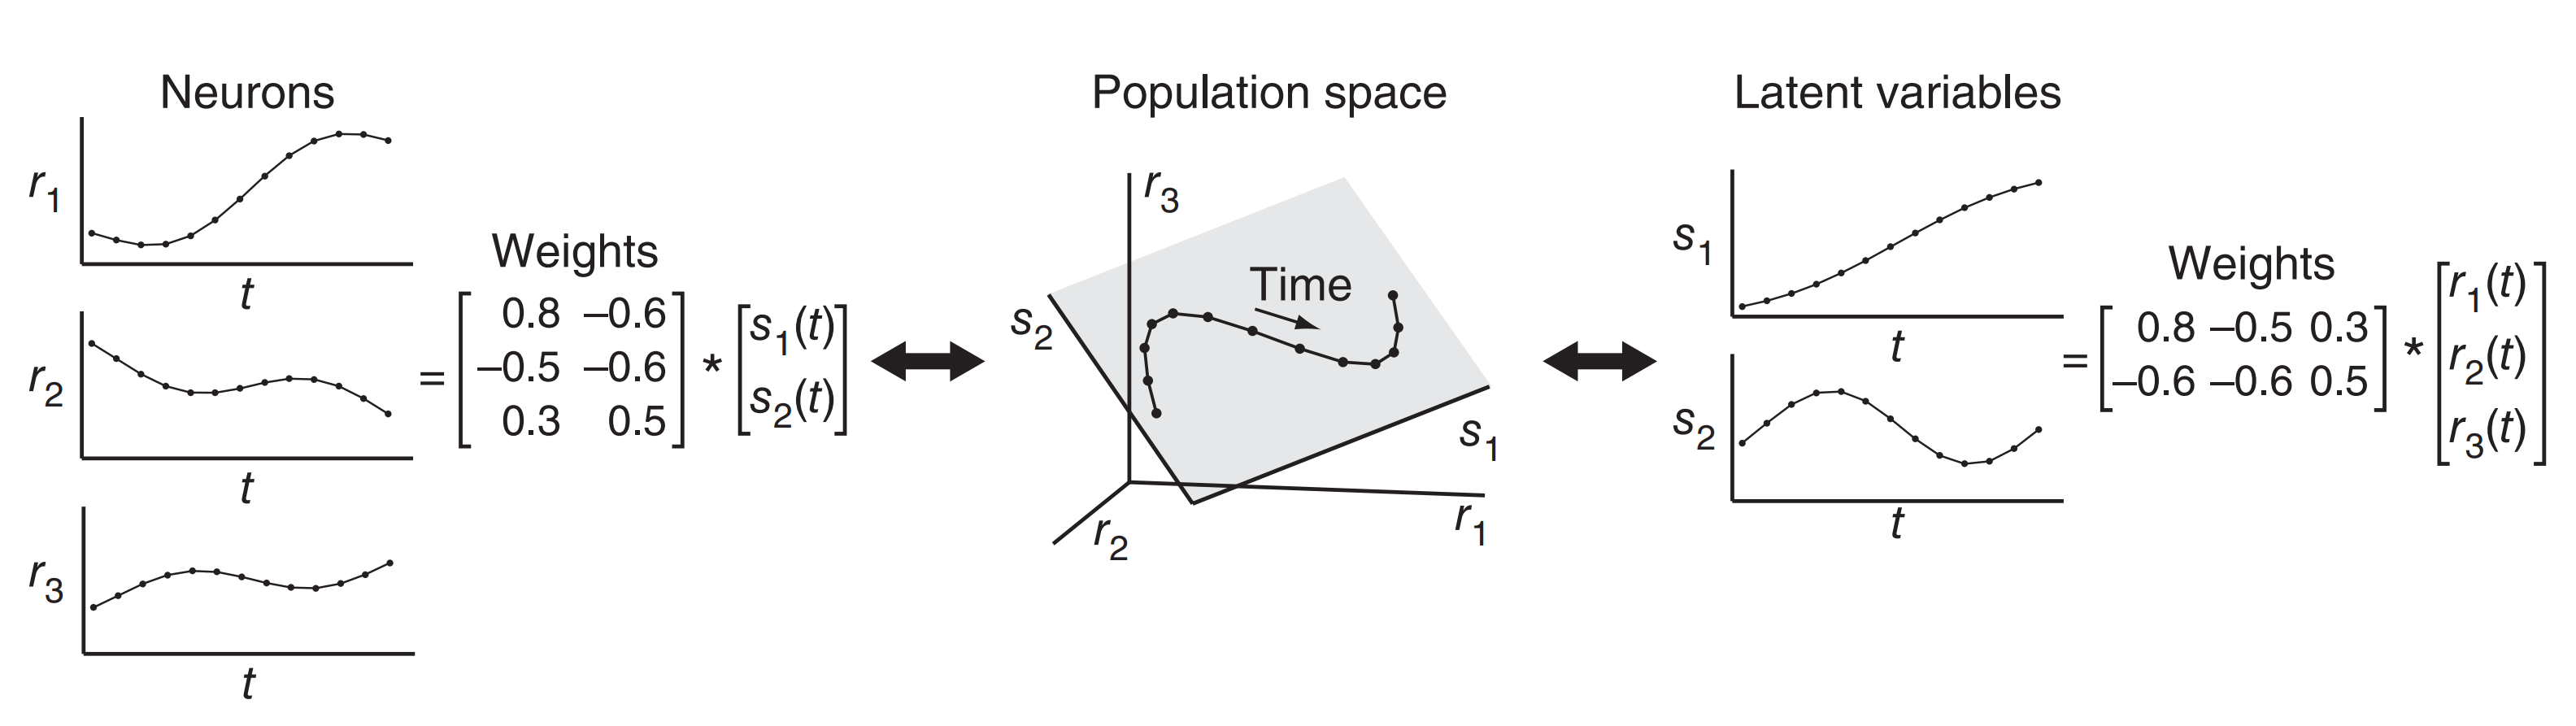 Neurons
r1
t
r2
t
r3
t
=
Weights
0.8 –0.6
–0.5 –0.6
0.3 0.5
*
s1(t)
s2(t)
Population space
r3
Time
s2
s1
r2
r1
Latent variables
s1
t
s2
t
=
Weights
0.8 –0.5 0.3
–0.6 –0.6 0.5
*
r1(t)
r2(t)
r3(t)